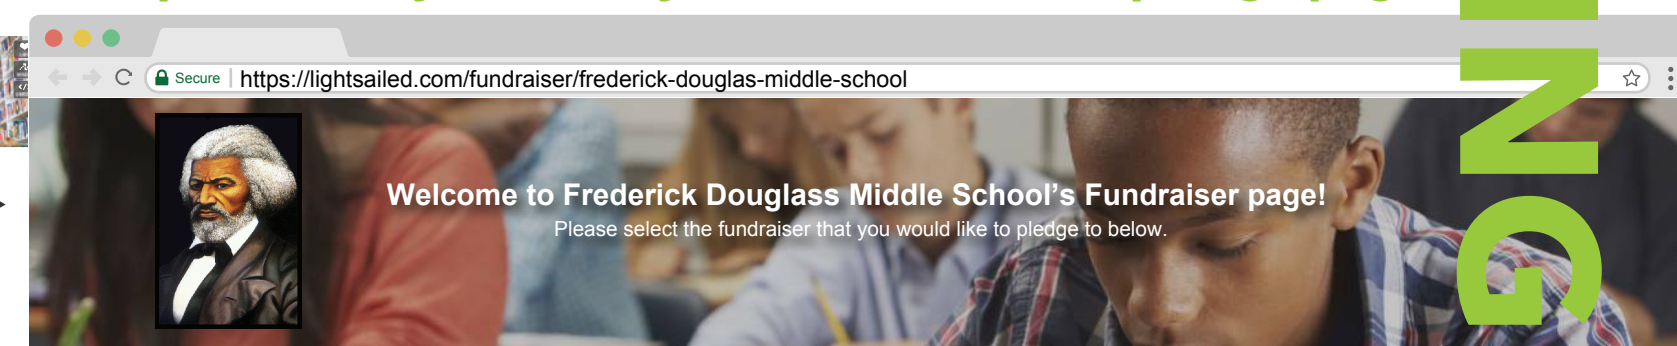 Secure
https://lightsailed.com/fundraiser/frederick-douglas-middle-school
Welcome to Frederick Douglass Middle School’s Fundraiser page!
Please select the fundraiser that you would like to pledge to below.
NG